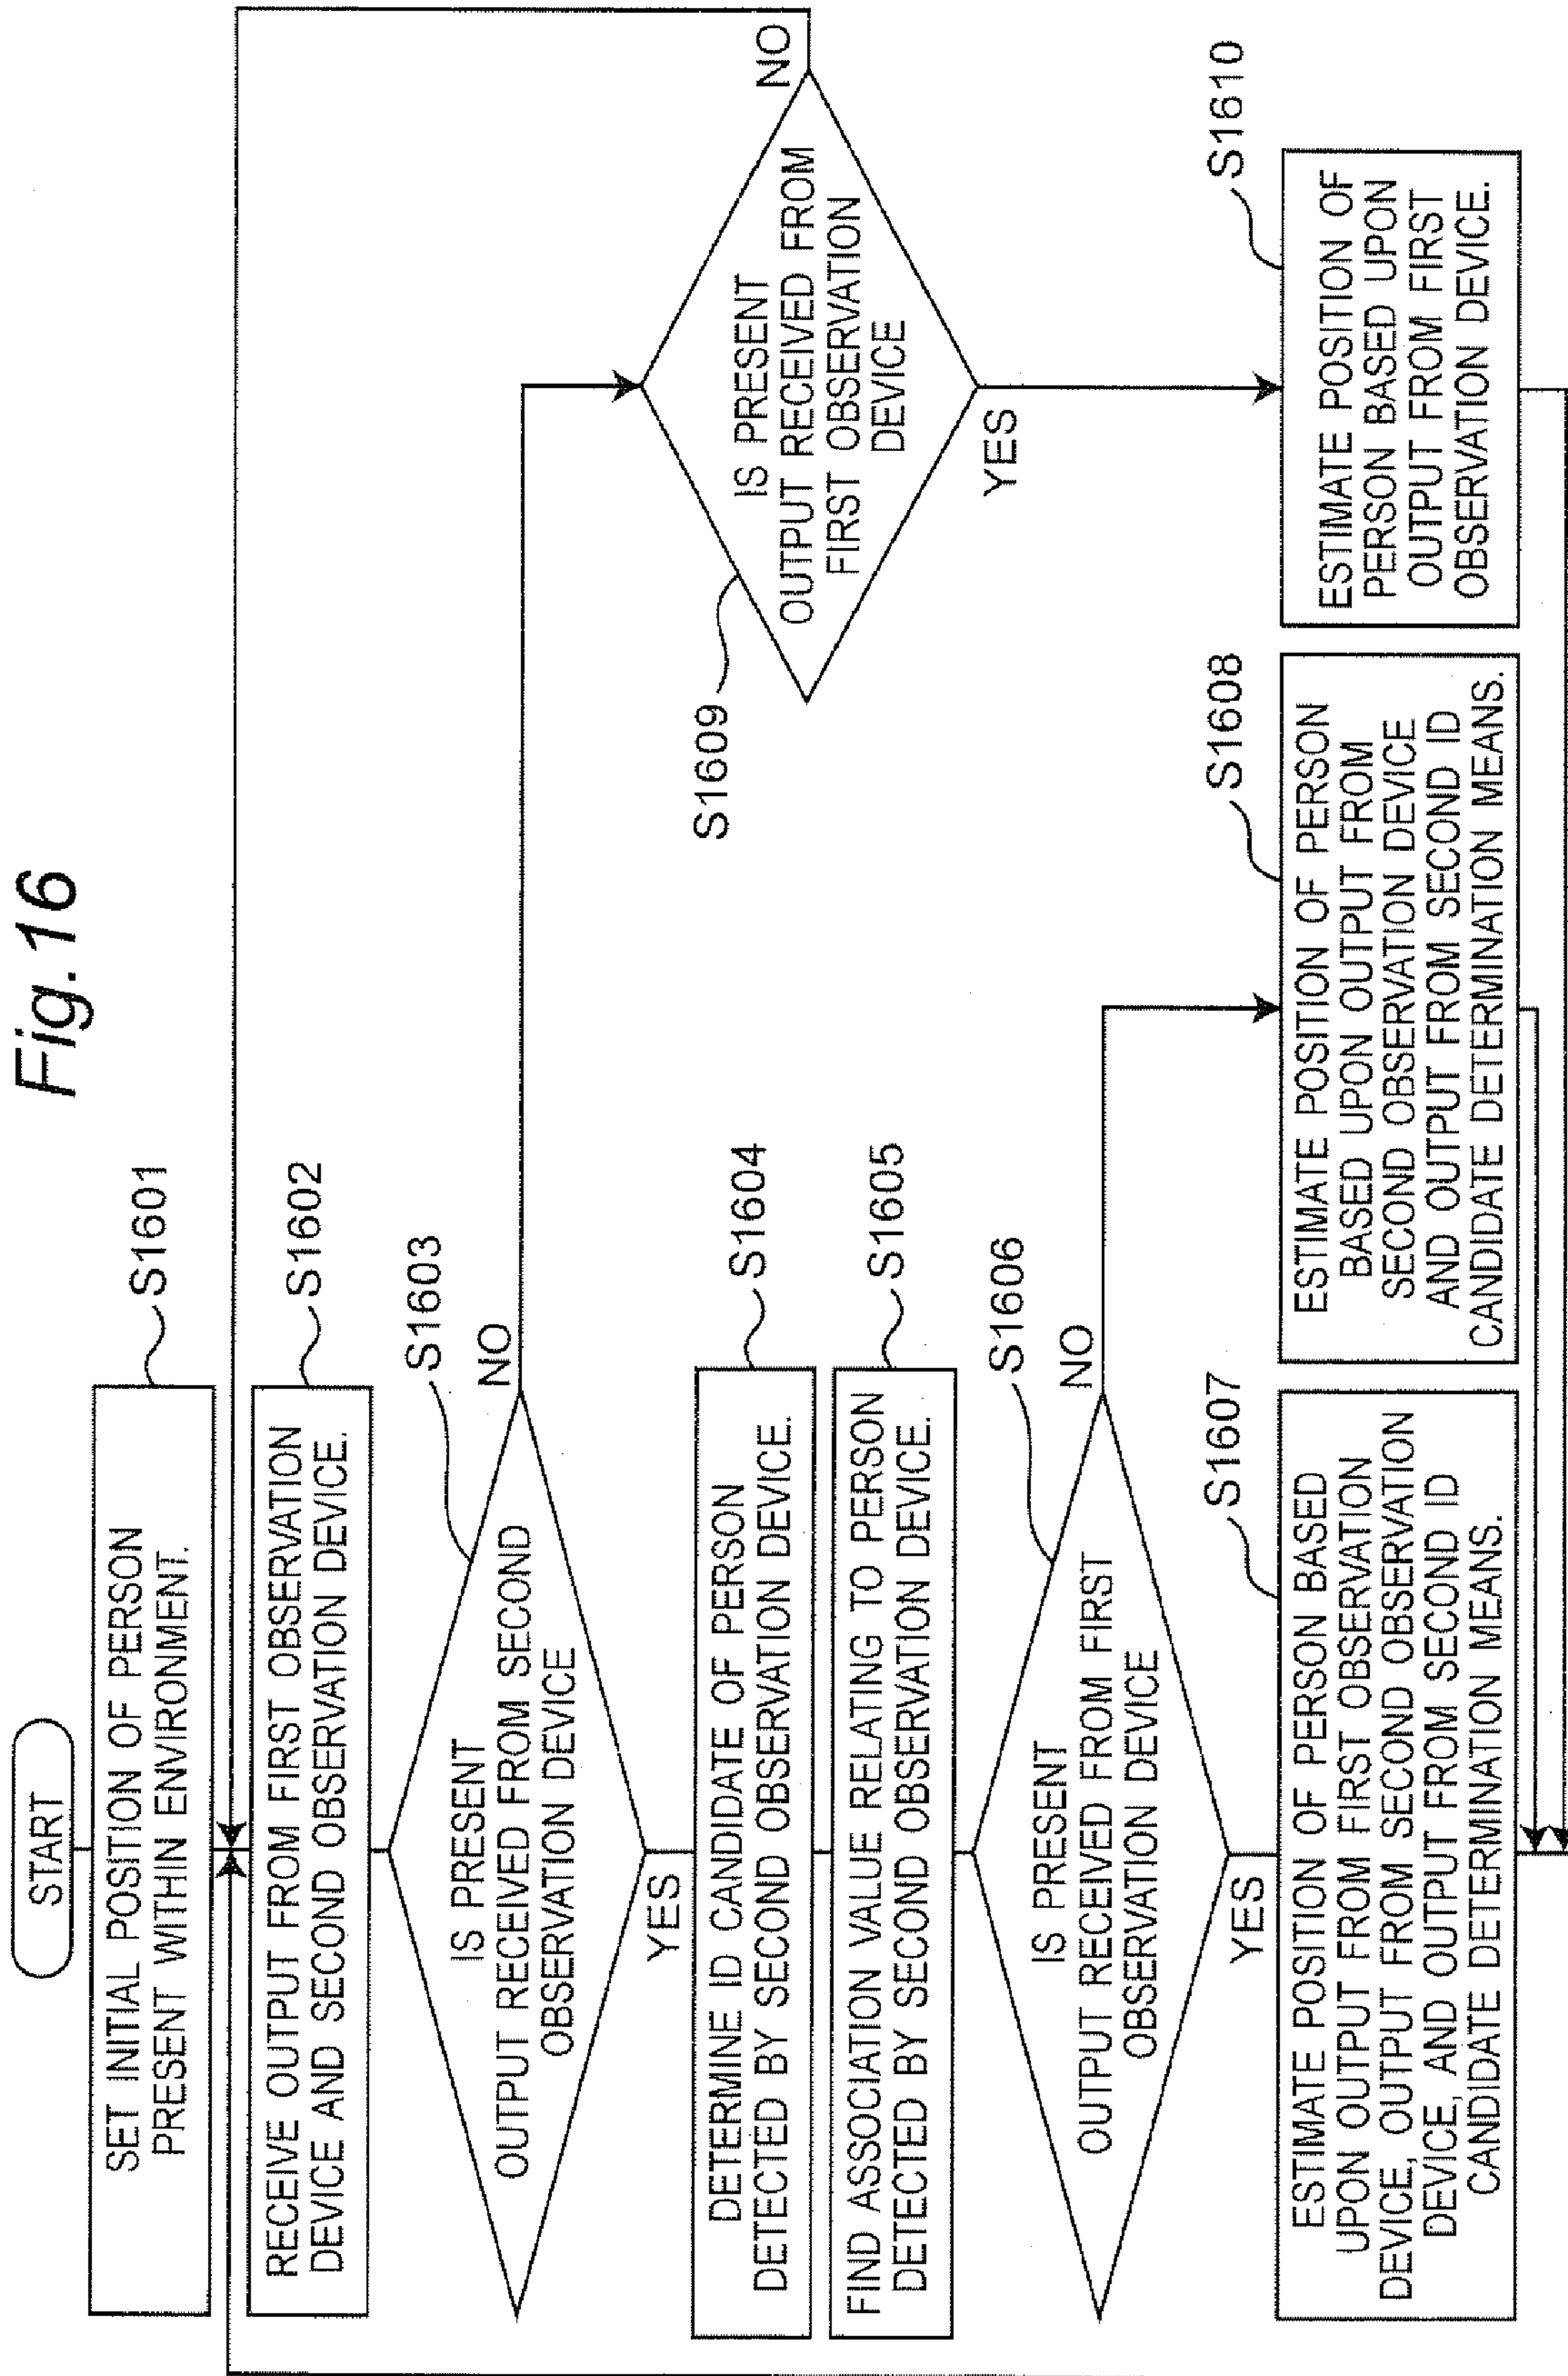 Fig.16
START
SET INITIAL POSITION OF PERSON
PRESENT WITHIN ENVIRONMENT.
S1601
RECEIVE OUTPUT FROM FIRST OBSERVATION
DEVICE AND SECOND OBSERVATION DEVICE.
S1602
IS PRESENT
OUTPUT RECEIVED FROM SECOND
OBSERVATION DEVICE
S1603
NO
YES
DETERMINE ID CANDIDATE OF PERSON
DETECTED BY SECOND OBSERVATION DEVICE.
S1604
FIND ASSOCIATION VALUE RELATING TO PERSON
DETECTED BY SECOND OBSERVATION DEVICE.
S1605
IS PRESENT
OUTPUT RECEIVED FROM FIRST
OBSERVATION DEVICE
S1606
NO
YES
ESTIMATE POSITION OF PERSON BASED
UPON OUTPUT FROM FIRST OBSERVATION
DEVICE, OUTPUT FROM SECOND OBSERVATION
DEVICE, AND OUTPUT FROM SECOND ID
CANDIDATE DETERMINATION MEANS.
S1607
ESTIMATE POSITION OF PERSON
BASED UPON OUTPUT FROM
SECOND OBSERVATION DEVICE
AND OUTPUT FROM SECOND ID
CANDIDATE DETERMINATION MEANS.
S1608
IS PRESENT
OUTPUT RECEIVED FROM
FIRST OBSERVATION
DEVICE
S1609
NO
YES
ESTIMATE POSITION OF
PERSON BASED UPON
OUTPUT FROM FIRST
OBSERVATION DEVICE.
S1610